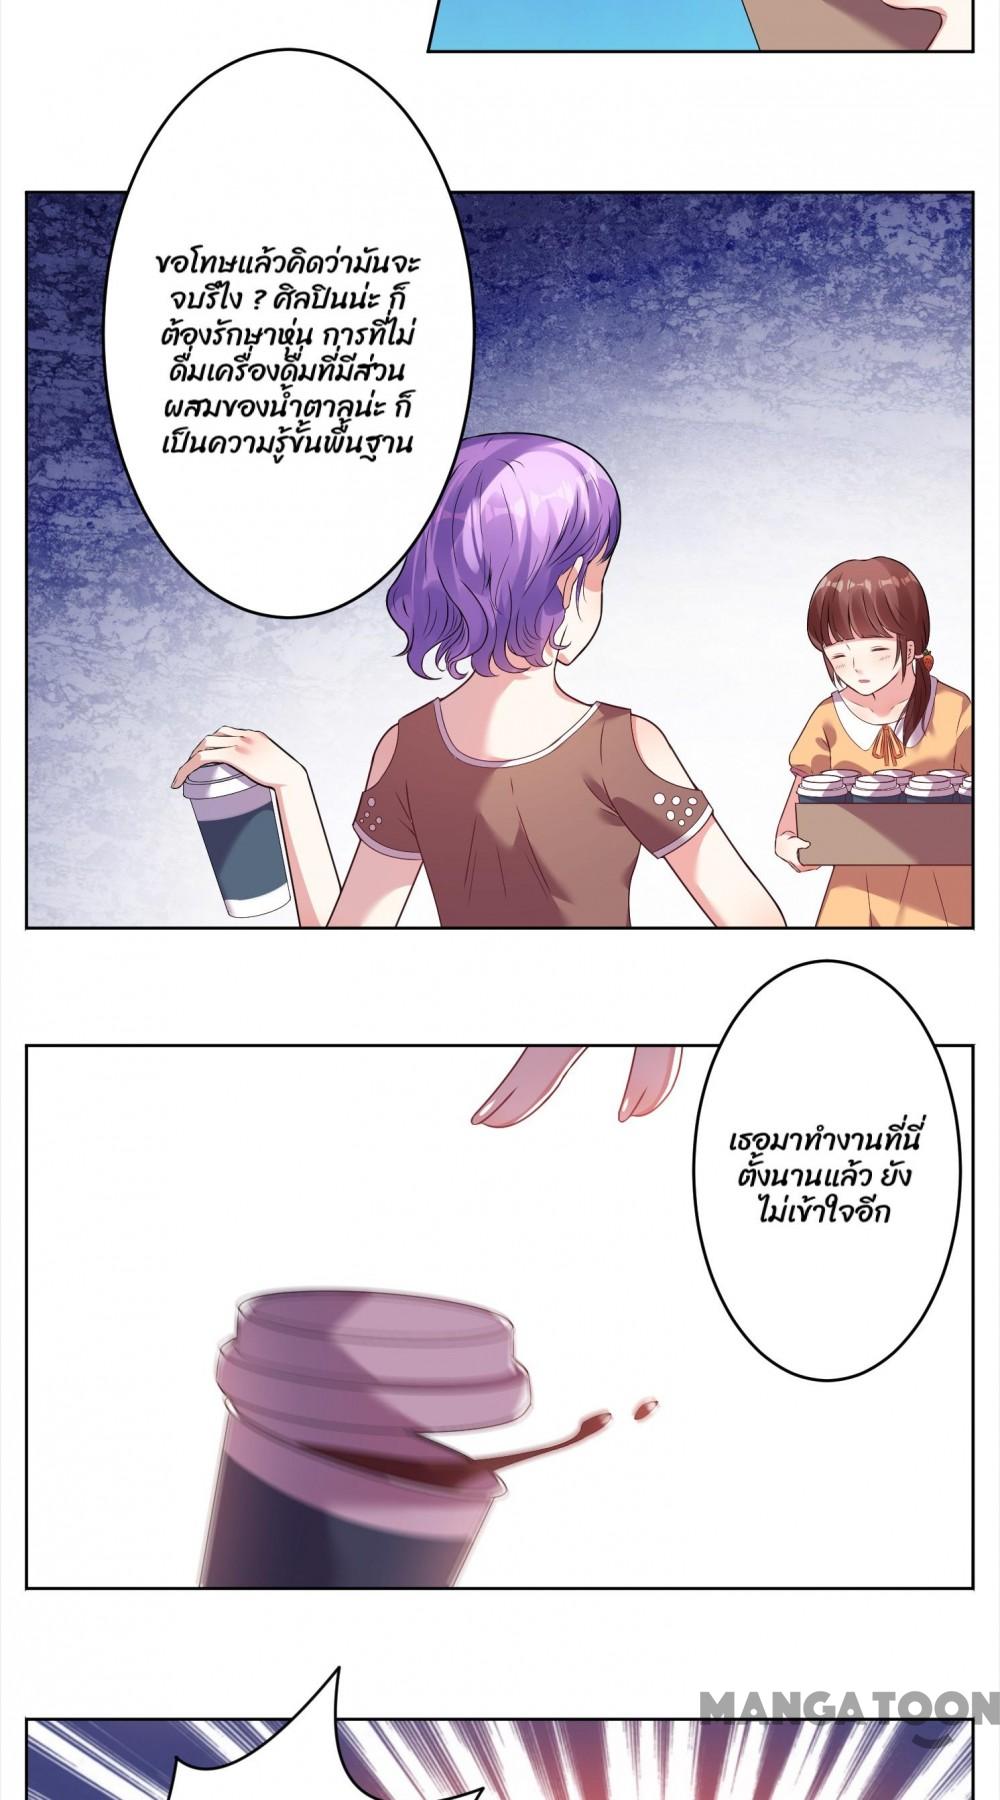 ขอโทษแล้วคิดว่ามันจะ
จบรึไง ? ศิลปินน่ะ ก็
ต้องรักษาหุ่น การที่ไม่
ดื่มเครื่องดื่มที่มีส่วน
ผสมของน้ำตาลน่ะ ก็
เป็นความรู้ขั้นพื้นฐาน
เธอมาทำงานที่นี่
ตั้งนานแล้ว ยัง
ไม่เข้าใจอีก
MANGATOON